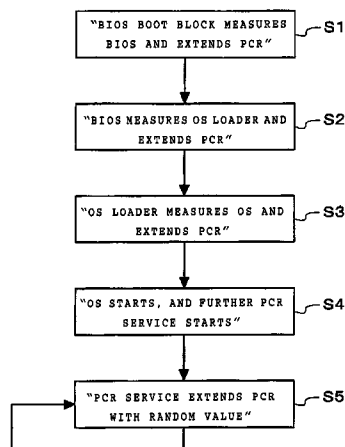 "BIOS BOOT BLOCK MEASURES
BIOS AND EXTENDS PCR"
S1
"BIOS MEASURES OS LOADER AND
EXTENDS PCR"
S2
"OS LOADER MEASURES OS AND
EXTENDS PCR"
S3
"OS STARTS, AND FURTHER PCR
SERVICE STARTS"
S4
"PCR SERVICE EXTENDS PCR
WITH RANDOM VALUE"
S5